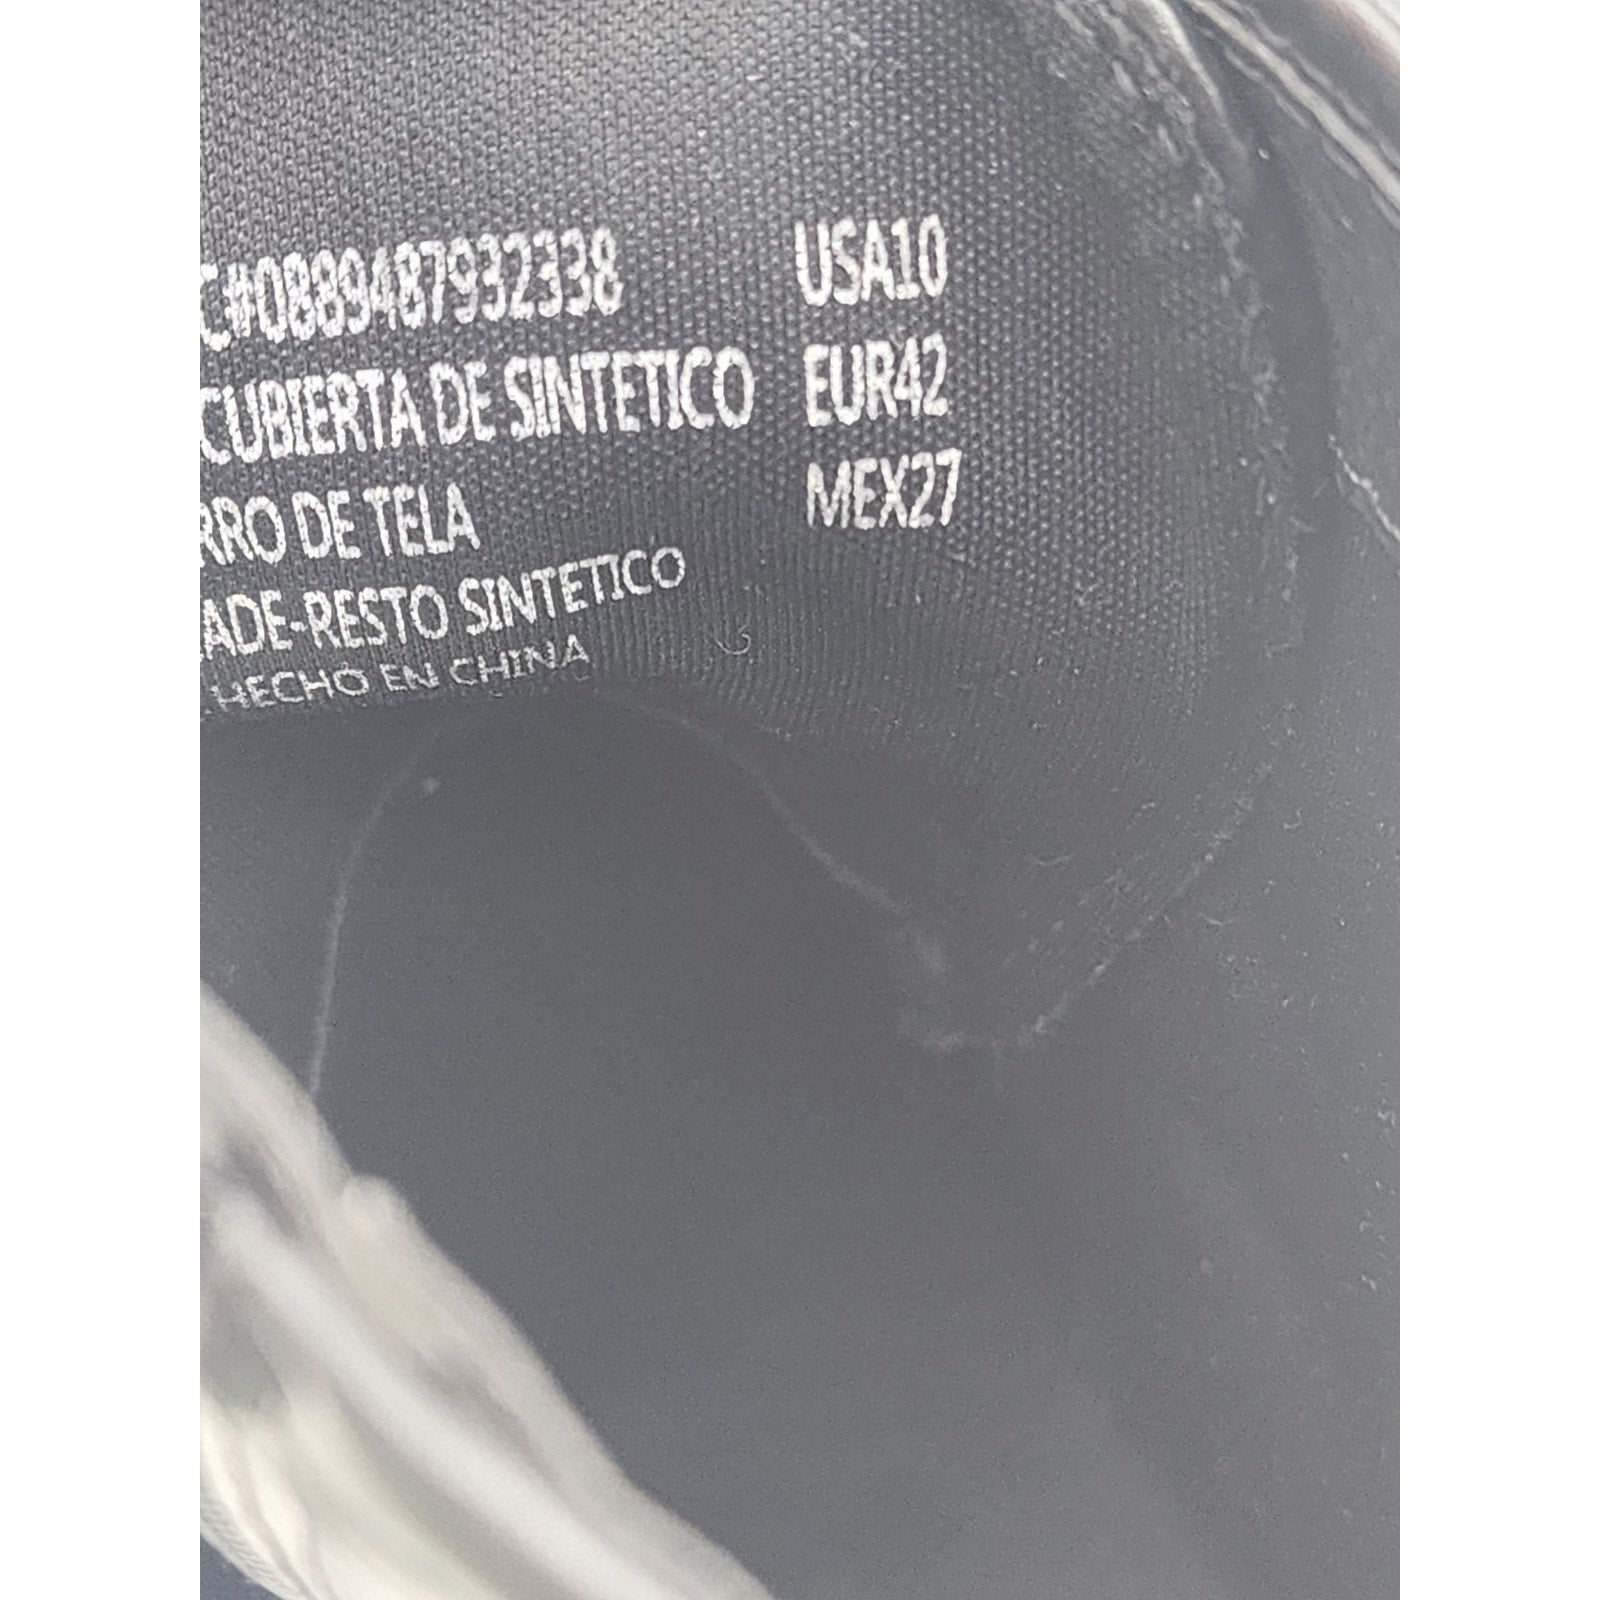 C#0889487932338 USA10
CUBIERTA DE SINTETICO EUR42
RRO DE TELA MEX27
ADE-RESTO SINTETICO
HECHO EN CHINA